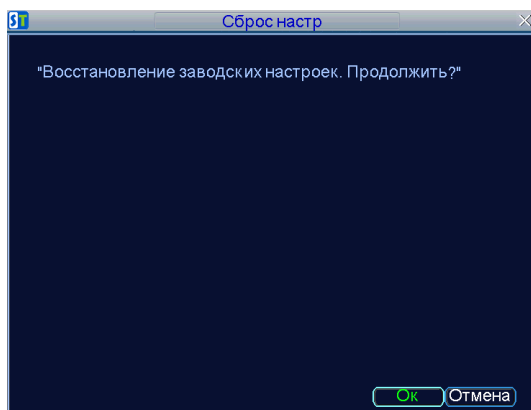 ST
Сброс настр
"Восстановление заводских настроек. Продолжить?"
Ок
Отмена